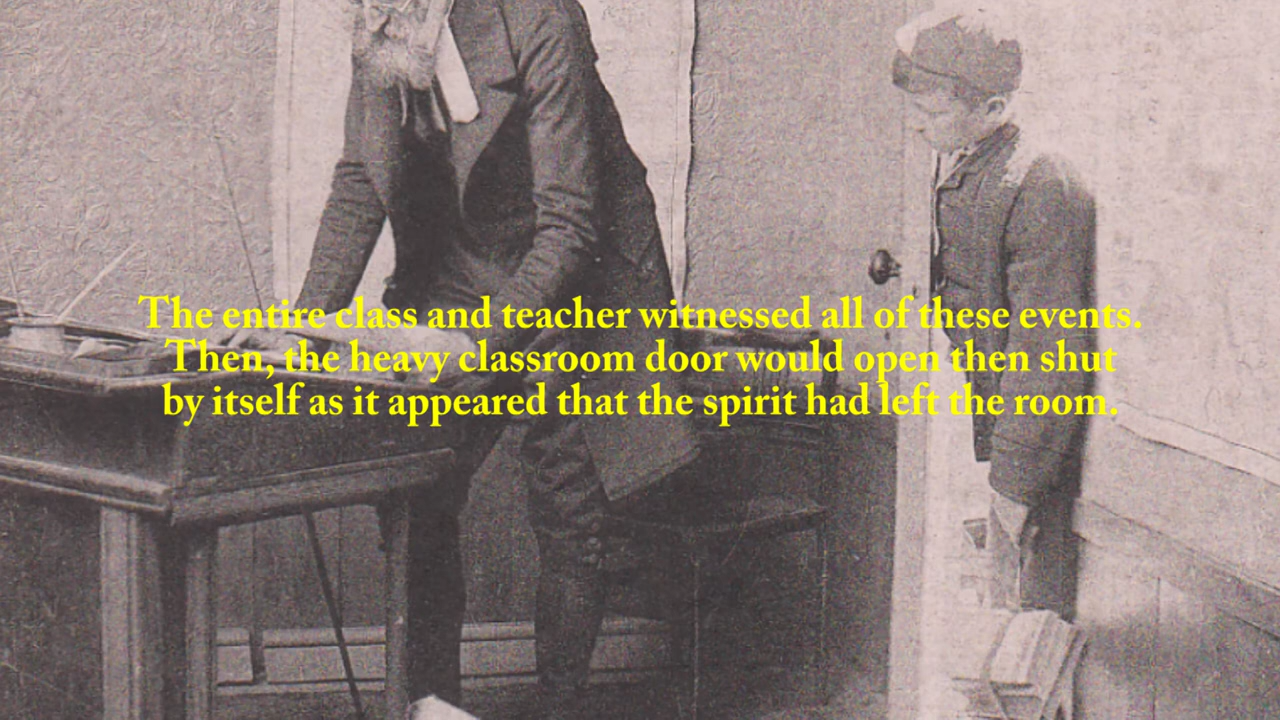 The entire class and teacher witnessed all of these events.
Then, the heavy classroom door would open then shut
by itself as it appeared that the spirit had left the room.